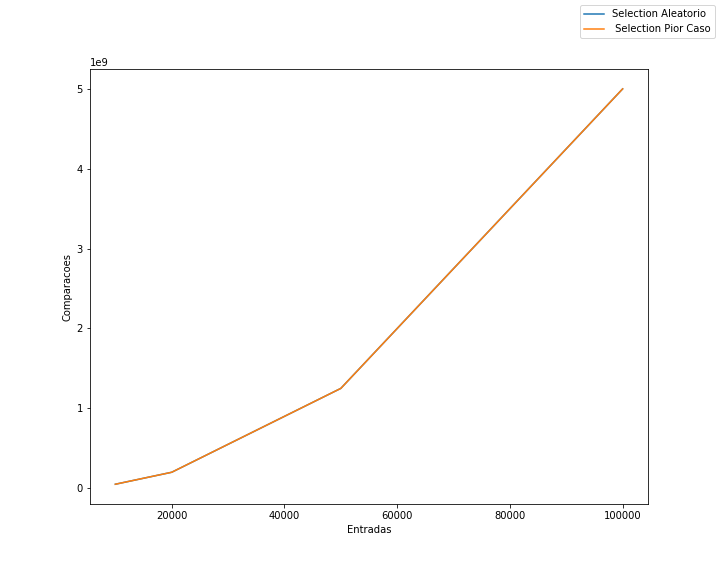 Selection Aleatorio
Selection Pior Caso
1e9
5
4
3
2
1
0
Comparacoes
20000
40000
60000
80000
100000
Entradas